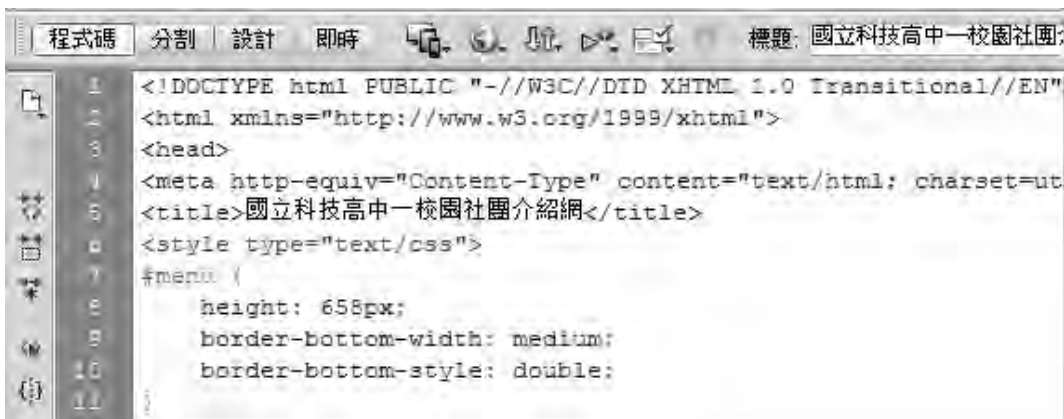 程式碼 分割 設計 即時 標題: 國立科技高中一校園社團
1 <!DOCTYPE html PUBLIC "-//W3C//DTD XHTML 1.0 Transitional//EN"
2 <html xmlns="http://www.w3.org/1999/xhtml">
3 <head>
4 <meta http-equiv="Content-Type" content="text/html; charset=ut
5 <title>國立科技高中一校園社團介紹網</title>
6 <style type="text/css">
7 #menu {
8 height: 658px;
9 border-bottom-width: medium;
10 border-bottom-style: double;
11 }